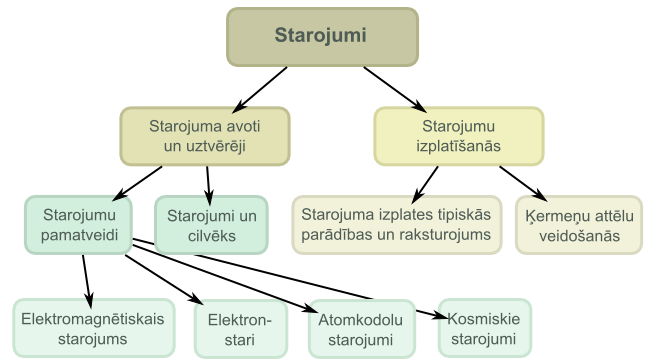 Starojumi
Starojuma avoti
un uztvērēji
Starojumu
izplatīšanās
Starojumu
pamatveidi
Starojumi un
cilvēks
Starojuma izplates tipiskās
parādības un raksturojums
Ķermeņu attēlu
veidošanās
Elektromagnētiskais
starojums
Elektron-
stari
Atomkodolu
starojumi
Kosmiskie
starojumi